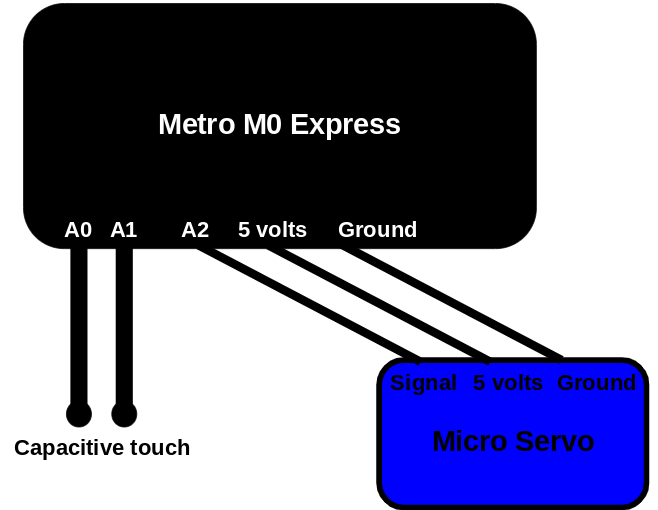 Metro M0 Express
A0 A1 A2 5 volts Ground
Signal 5 volts Ground
Micro Servo
Capacitive touch